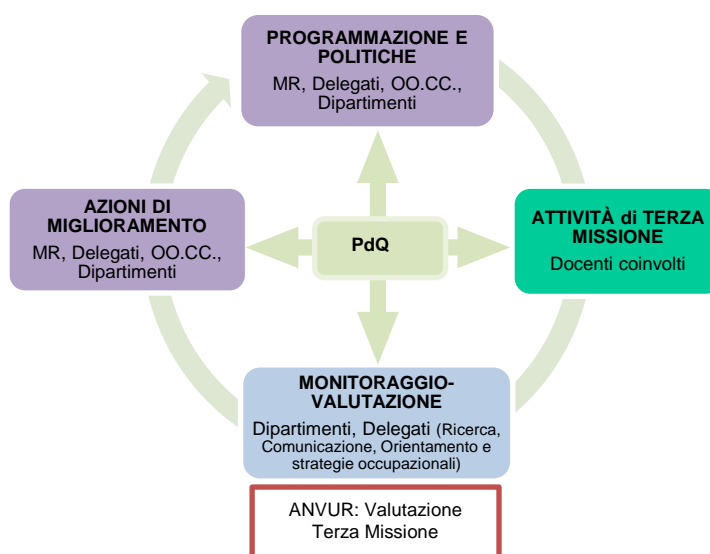 PROGRAMMAZIONE E
POLITICHE
MR, Delegati, OO.CC.,
Dipartimenti
AZIONI DI
MIGLIORAMENTO
MR, Delegati, OO.CC.,
Dipartimenti
PdQ
ATTIVITÀ di TERZA
MISSIONE
Docenti coinvolti
MONITORAGGIO-
VALUTAZIONE
Dipartimenti, Delegati (Ricerca,
Comunicazione, Orientamento e
strategie occupazionali)
ANVUR: Valutazione
Terza Missione